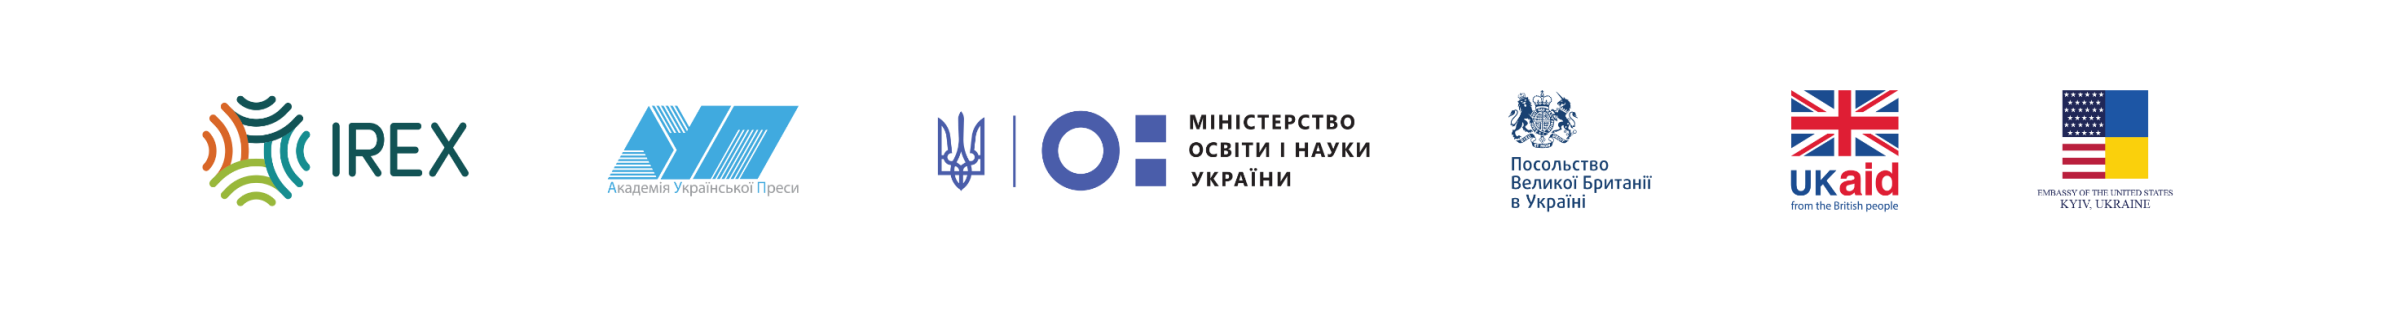 IREX
Академія Української Преси
МІНІСТЕРСТВО
ОСВІТИ І НАУКИ
УКРАЇНИ
Посольство
Великої Британії
в Україні
UKaid
from the British people
EMBASSY OF THE UNITED STATES
KYIV, UKRAINE